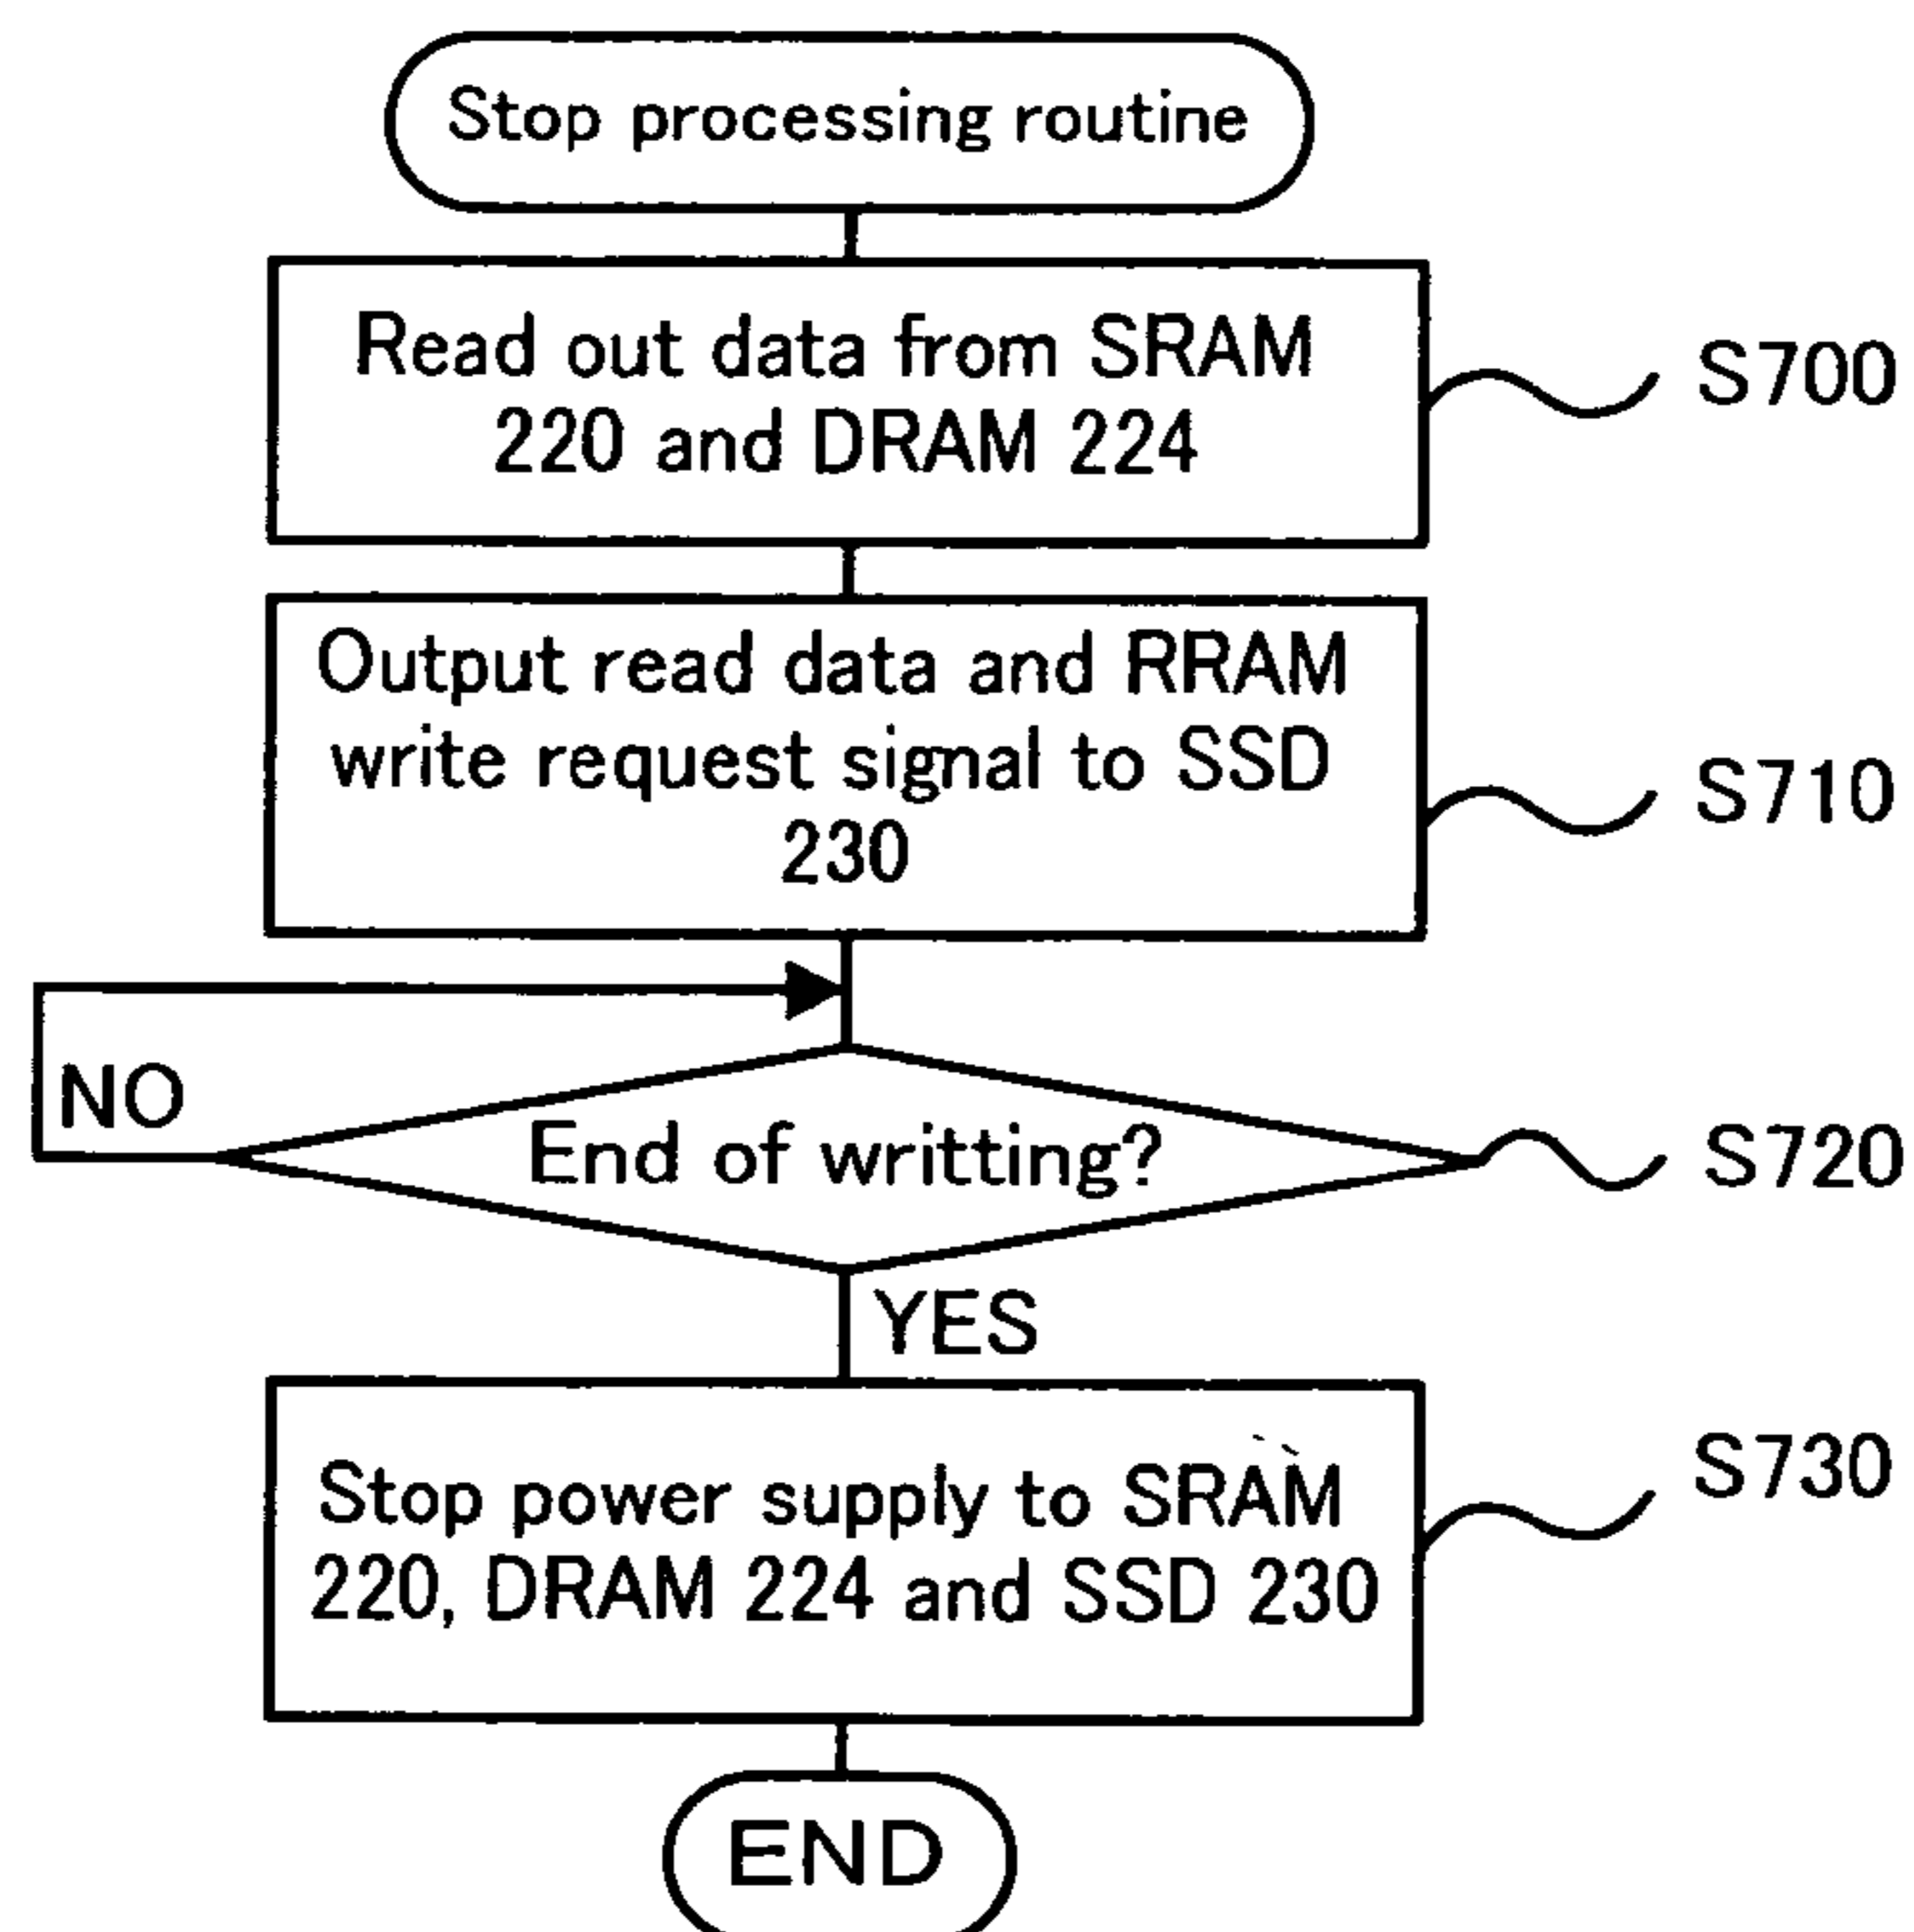 Stop processing routine
Read out data from SRAM
220 and DRAM 224
S700
Output read data and RRAM
write request signal to SSD
230
S710
NO
End of writting?
S720
YES
Stop power supply to SRAM
220, DRAM 224 and SSD 230
S730
END